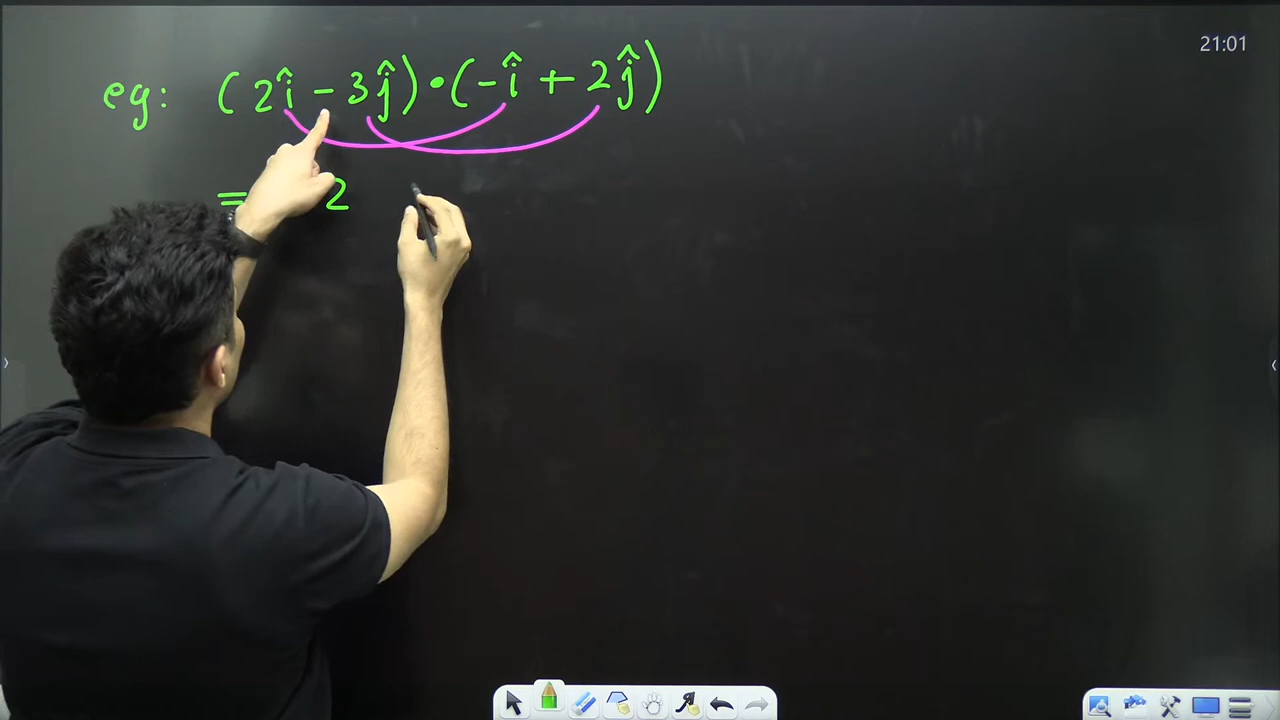 21:01
eg: (2î − 3ĵ)•(-î + 2ĵ)
= 2